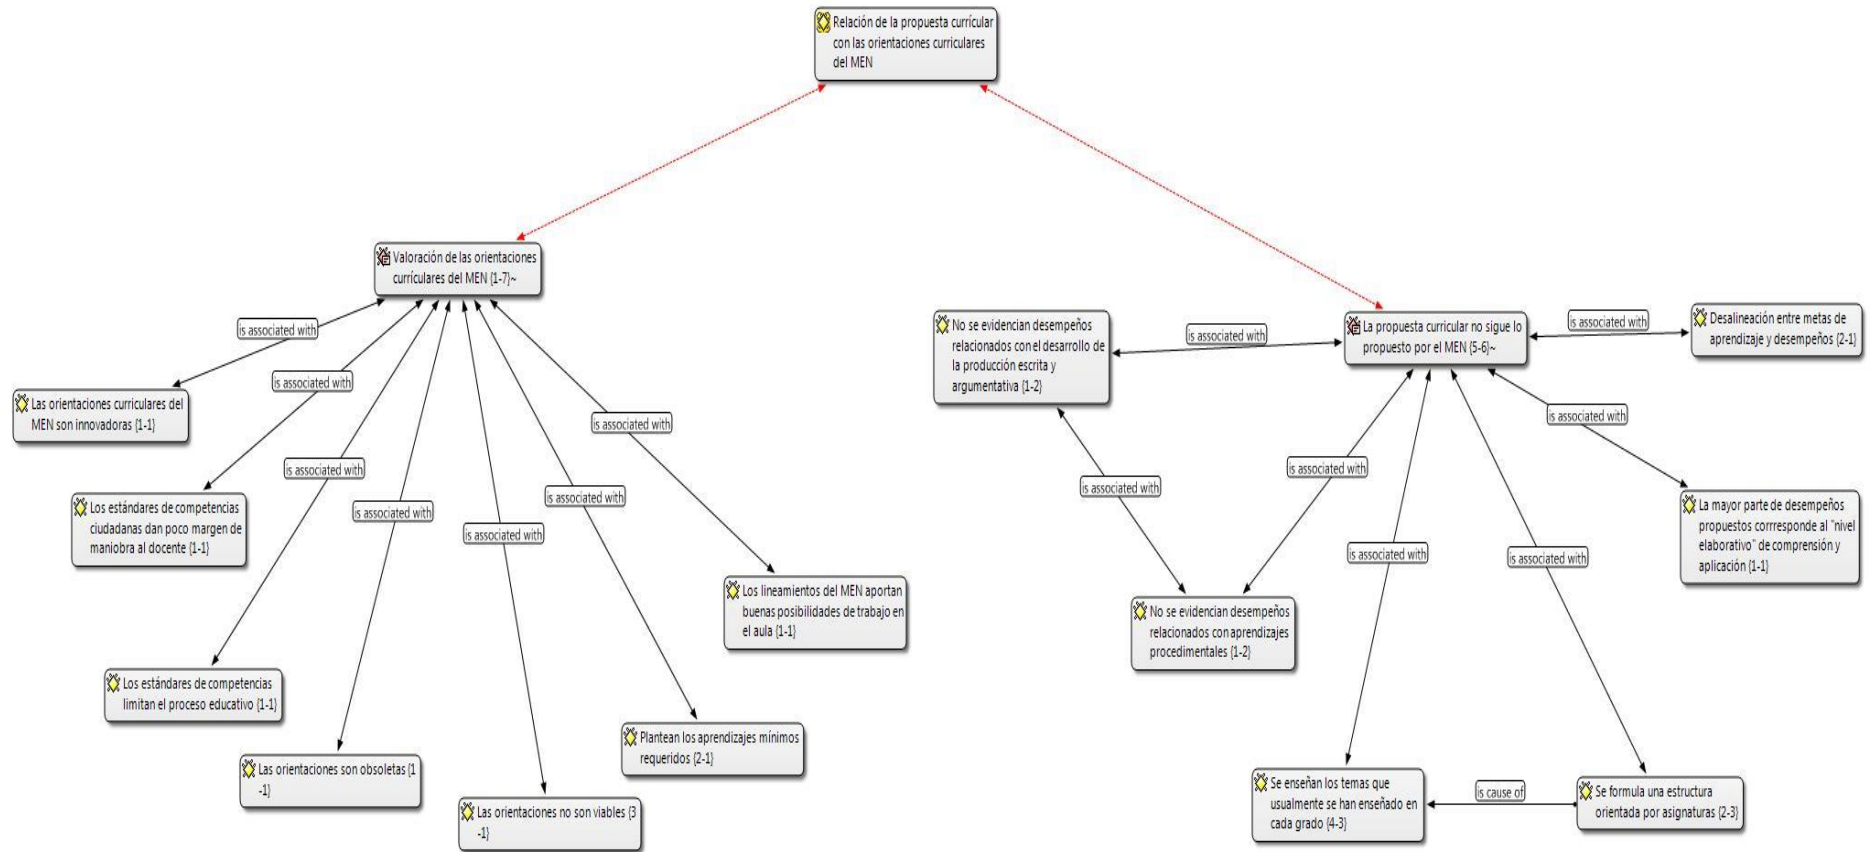 Relación de la propuesta currícular
con las orientaciones curriculares
del MEN
Valoración de las orientaciones
currículares del MEN {1-7}~
is associated with
is associated with
is associated with
is associated with
is associated with
is associated with
is associated with
Las orientaciones curriculares del
MEN son innovadoras {1-1}
Los estándares de competencias
ciudadanas dan poco margen de
maniobra al docente {1-1}
Los estándares de competencias
limitan el proceso educativo {1-1}
Las orientaciones son obsoletas {1
-1}
Las orientaciones no son viables {3
-1}
Plantean los aprendizajes mínimos
requeridos {2-1}
Los lineamientos del MEN aportan
buenas posibilidades de trabajo en
el aula {1-1}
La propuesta curricular no sigue lo
propuesto por el MEN {5-6}~
is associated with
is associated with
is associated with
is associated with
is associated with
is associated with
is associated with
No se evidencian desempeños
relacionados con el desarrollo de
la producción escrita y
argumentativa {1-2}
Desalineación entre metas de
aprendizaje y desempeños {2-1}
La mayor parte de desempeños
propuestos corrresponde al "nivel
elaborativo" de comprensión y
aplicación {1-1}
No se evidencian desempeños
relacionados con aprendizajes
procedimentales {1-2}
Se enseñan los temas que
usualmente se han enseñado en
cada grado {4-3}
is cause of
Se formula una estructura
orientada por asignaturas {2-3}